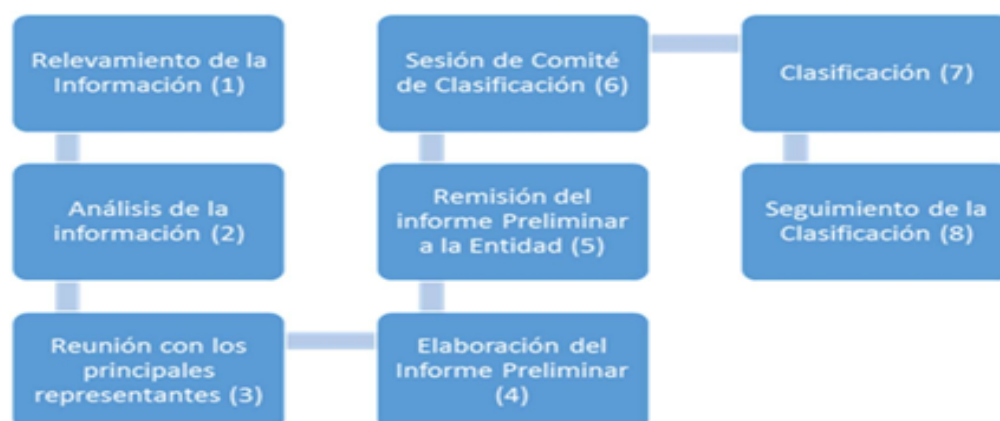 Relevamiento de la
Información (1)
Análisis de la
información (2)
Reunión con los
principales
representantes (3)
Elaboración del
Informe Preliminar
(4)
Remisión del
informe Preliminar
a la Entidad (5)
Sesión de Comité
de Clasificación (6)
Clasificación (7)
Seguimiento de la
Clasificación (8)